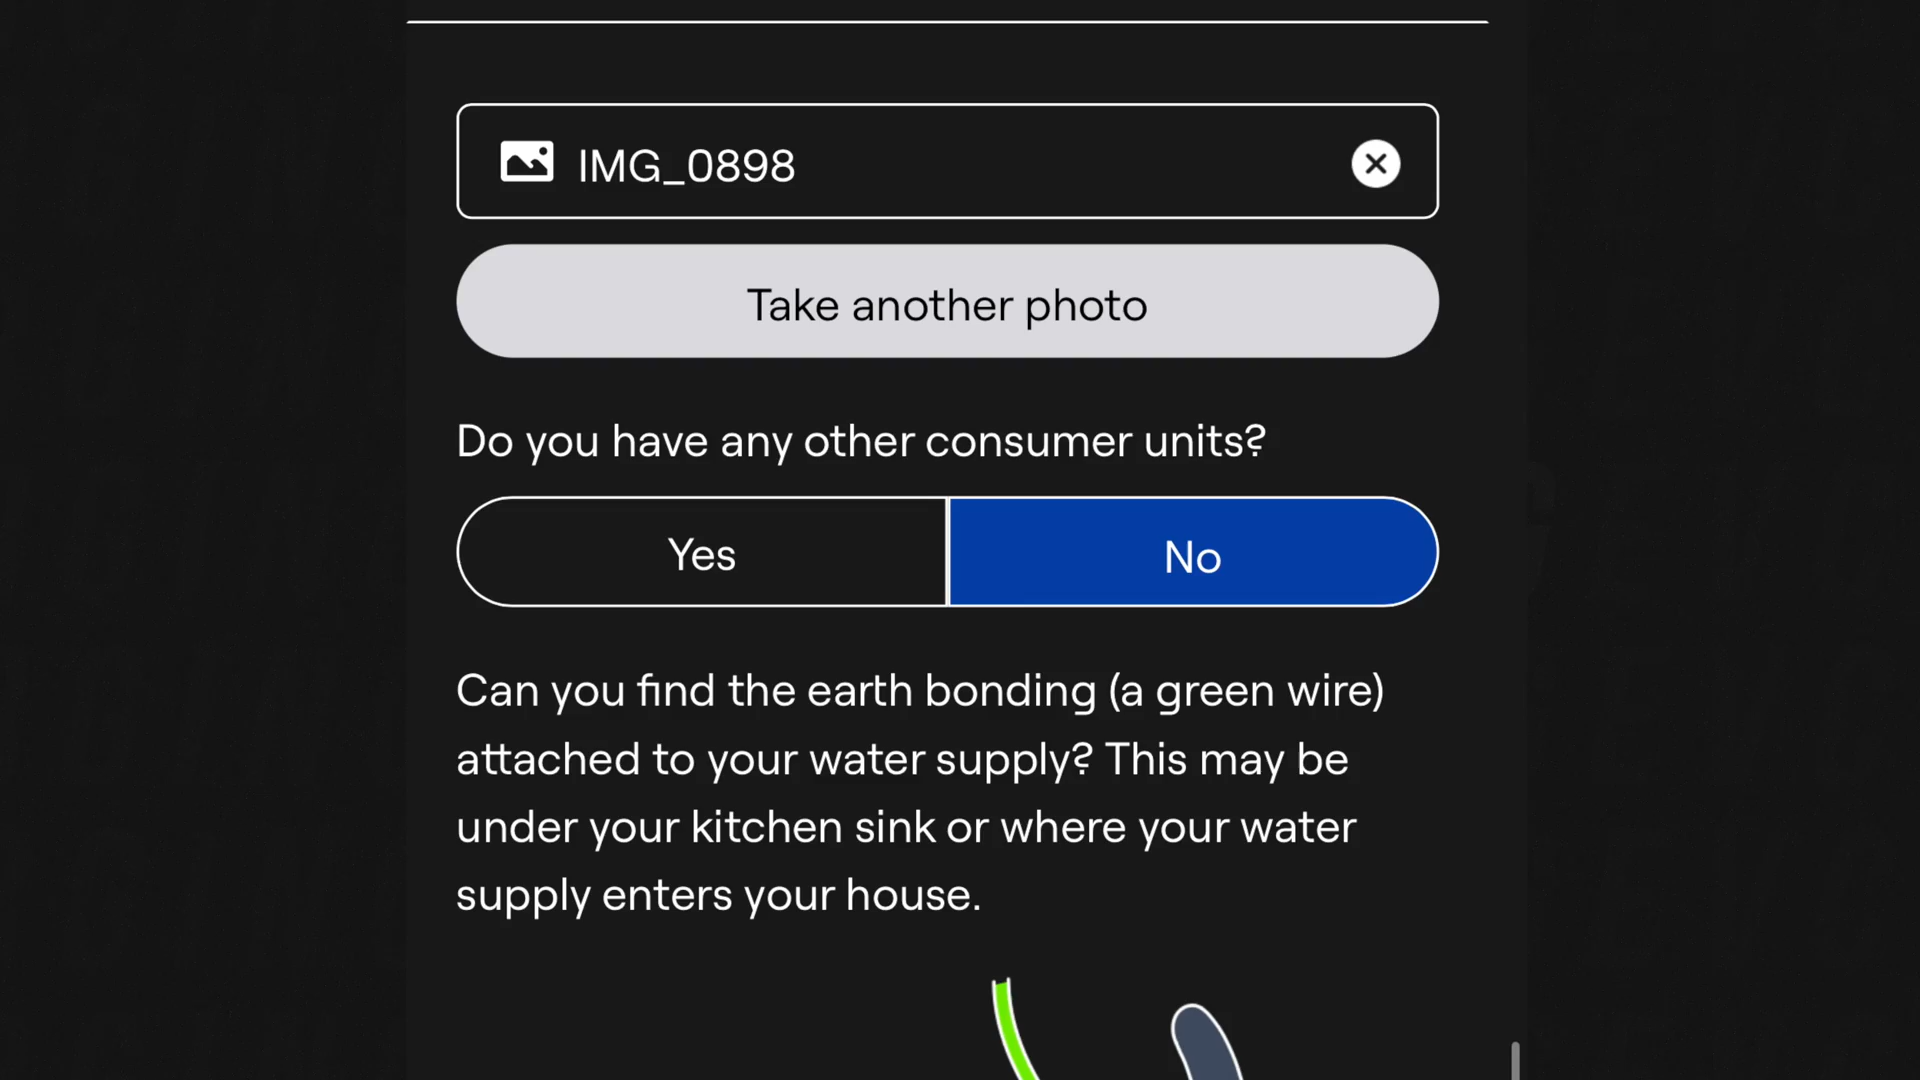 IMG_0898
Take another photo
Do you have any other consumer units?
Yes
No
Can you find the earth bonding (a green wire)
attached to your water supply? This may be
under your kitchen sink or where your water
supply enters your house.